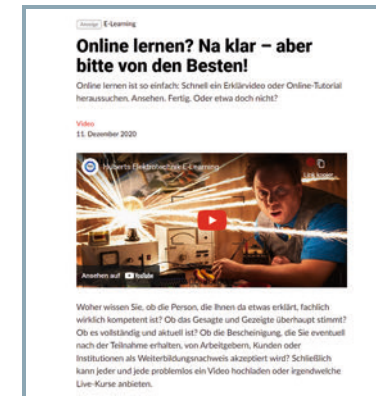 Anzeige E-Learning
Online lernen? Na klar – aber
bitte von den Besten!
Online lernen ist so einfach: Schnell ein Erklärvideo oder Online-Tutorial
heraussuchen. Ansehen. Fertig. Oder etwa doch nicht?
Video
11. Dezember 2020
Huberts Elektrotechnik E-Learning
Link kopier...
Ansehen auf YouTube
Woher wissen Sie, ob die Person, die Ihnen da etwas erklärt, fachlich
wirklich kompetent ist? Ob das Gesagte und Gezeigte überhaupt stimmt?
Ob es vollständig und aktuell ist? Ob die Bescheinigung, die Sie eventuell
nach der Teilnahme erhalten, von Arbeitgebern, Kunden oder
Institutionen als Weiterbildungsnachweis akzeptiert wird? Schließlich
kann jeder und jede problemlos ein Video hochladen oder irgendwelche
Live-Kurse anbieten.